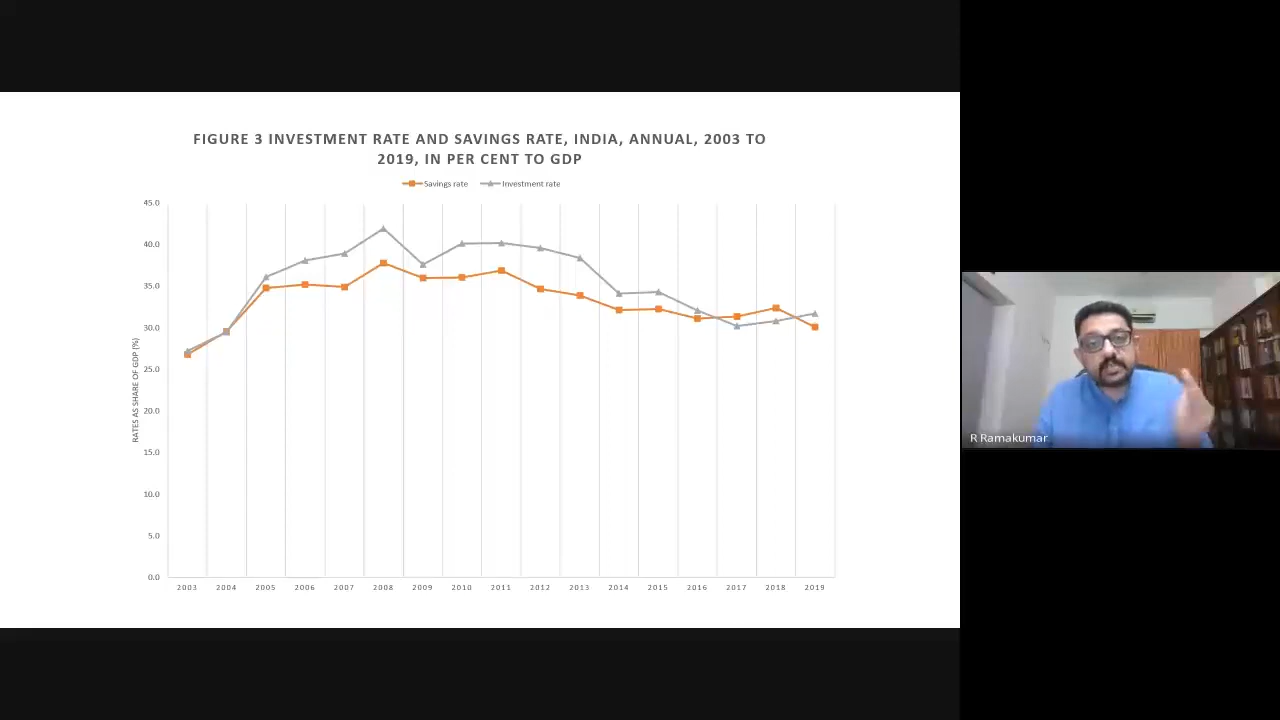 FIGURE 3 INVESTMENT RATE AND SAVINGS RATE, INDIA, ANNUAL, 2003 TO
2019, IN PER CENT TO GDP
Savings rate Investment rate
RATES AS SHARE OF GDP (%)
45.0
40.0
35.0
30.0
25.0
20.0
15.0
10.0
5.0
0.0
2003 2004 2005 2006 2007 2008 2009 2010 2011 2012 2013 2014 2015 2016 2017 2018 2019
R Ramakumar